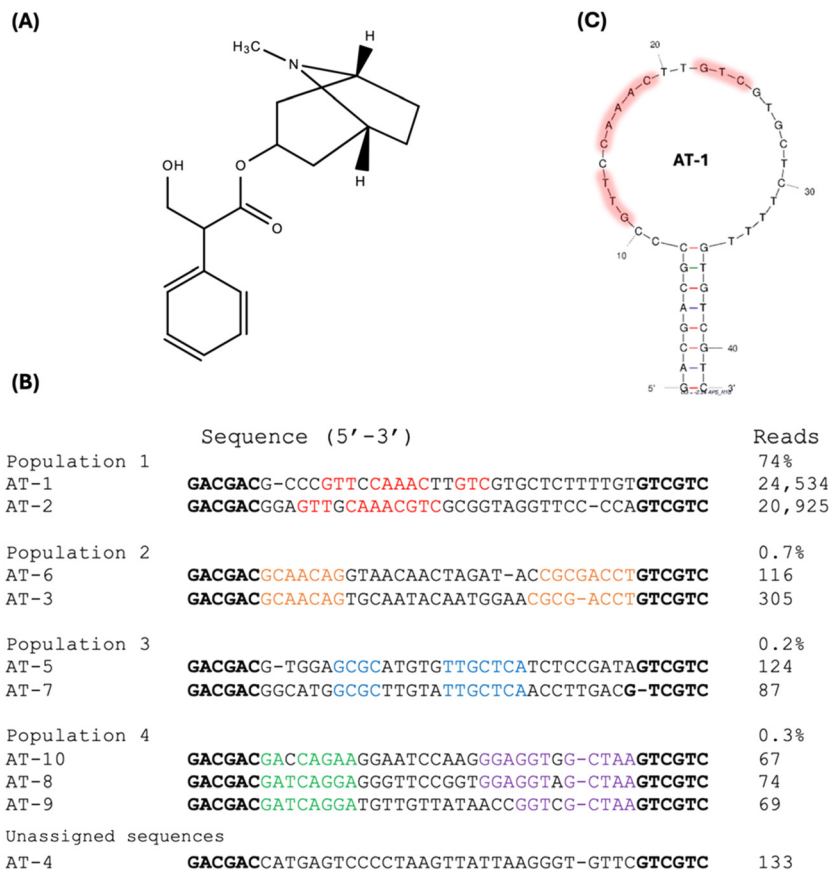 (A)
(C)
H₃C
N
H
H
OH
O
O
20
AT-1
30
10
40
5'
3'
GACGACGCCCGTTCCAAACTTGTCGTGCTCTTTTGTGTCGTC
(B)
Sequence (5'-3') Reads
Population 1 74%
AT-1 GACGACG-CCCGTTCCAAACTTGTCGTGCTCTTTTGTGTCGTC 24,534
AT-2 GACGACGGAGTTGCAAACGTCGCGGTAGGTTCC-CCAGTCGTC 20,925
Population 2 0.7%
AT-6 GACGACGCAACAGGTAACAACTAGAT-ACCGCGACCTGTCGTC 116
AT-3 GACGACGCAACAGTGCAATACAATGGAACGCG-ACCTGTCGTC 305
Population 3 0.2%
AT-5 GACGACG-TGGAGCGCATGTGTTGCTCATCTCCGATAGTCGTC 124
AT-7 GACGACGGCATGGCGCTTGTATTGCTCAACCTTGACG-TCGTC 87
Population 4 0.3%
AT-10 GACGACGACCAGAAGGAATCCAAGGGAGGTGG-CTAAGTCGTC 67
AT-8 GACGACGATCAGGAGGGTTCCGGTGGAGGTAG-CTAAGTCGTC 74
AT-9 GACGACGATCAGGATGTTGTTATAACCGGTCG-CTAAGTCGTC 69
Unassigned sequences
AT-4 GACGACCATGAGTCCCCTAAGTTATTAAGGGT-GTTCGTCGTC 133